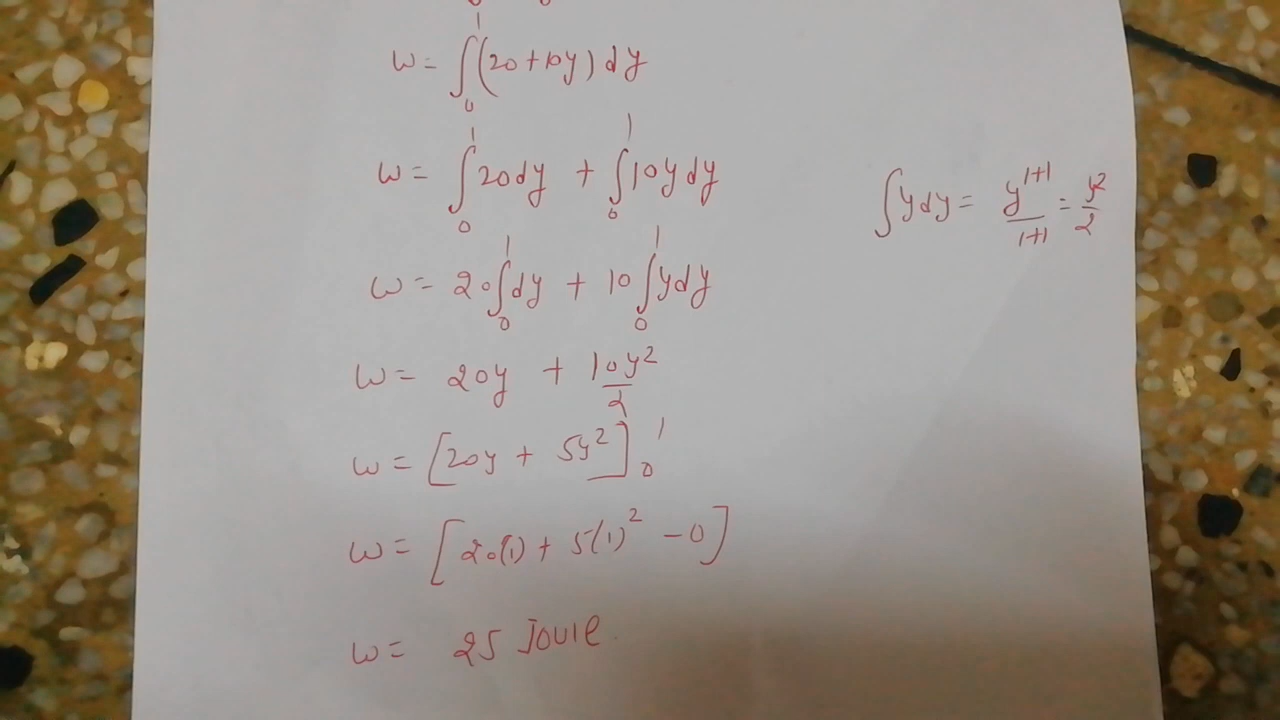 W = ∫₀¹ (20+10y) dy
W = ∫₀¹ 20dy + ∫₀¹ 10y dy
∫y dy = y^(1+1)/(1+1) = y²/2
W = 20 ∫₀¹ dy + 10 ∫₀¹ y dy
W = 20y + 10y²/2
W = [20y + 5y²]₀¹
W = [20(1) + 5(1)² - 0]
W = 25 Joule